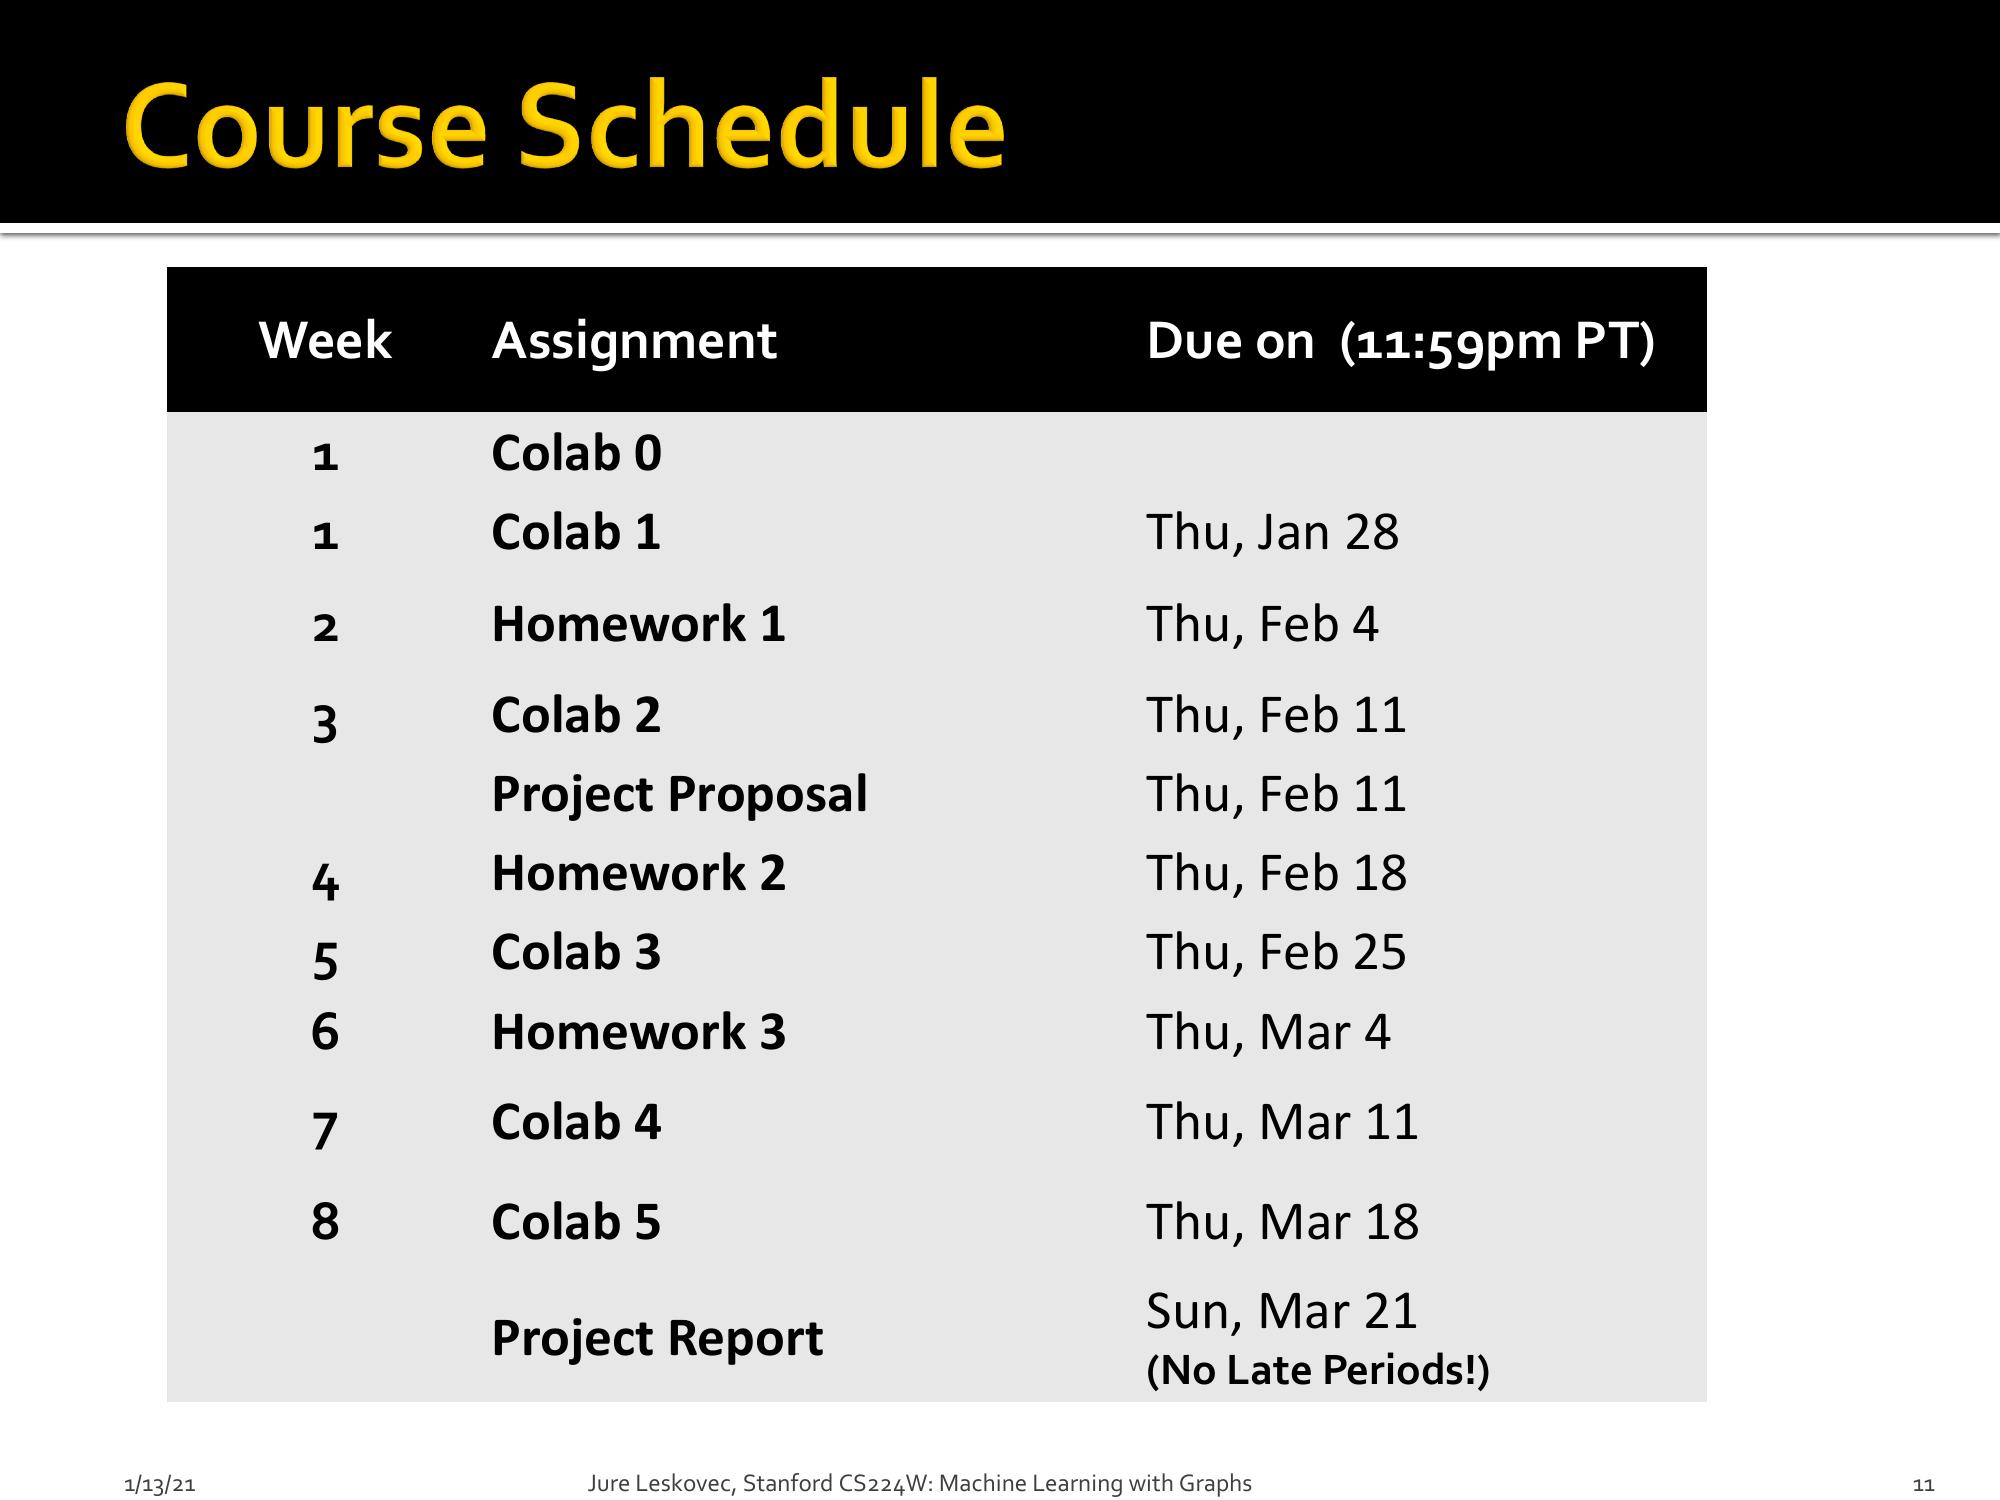 Course Schedule
Week Assignment Due on (11:59pm PT)
1 Colab 0
1 Colab 1 Thu, Jan 28
2 Homework 1 Thu, Feb 4
3 Colab 2 Thu, Feb 11
Project Proposal Thu, Feb 11
4 Homework 2 Thu, Feb 18
5 Colab 3 Thu, Feb 25
6 Homework 3 Thu, Mar 4
7 Colab 4 Thu, Mar 11
8 Colab 5 Thu, Mar 18
Project Report Sun, Mar 21
(No Late Periods!)
1/13/21 Jure Leskovec, Stanford CS224W: Machine Learning with Graphs 11